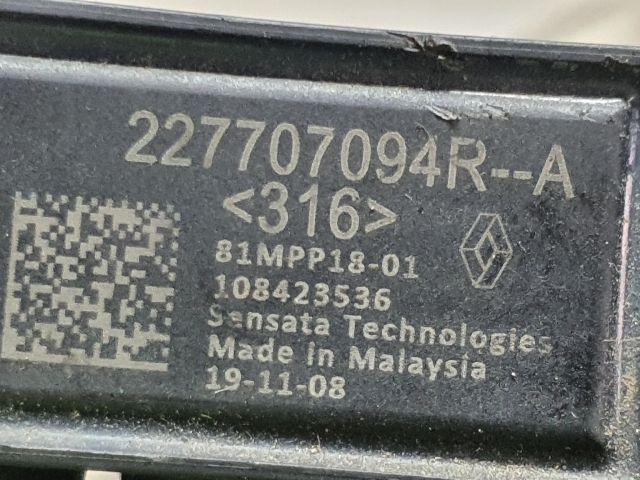 227707094R--A
<316>
81MPP18-01
108423536
Sensata Technologies
Made in Malaysia
19-11-08